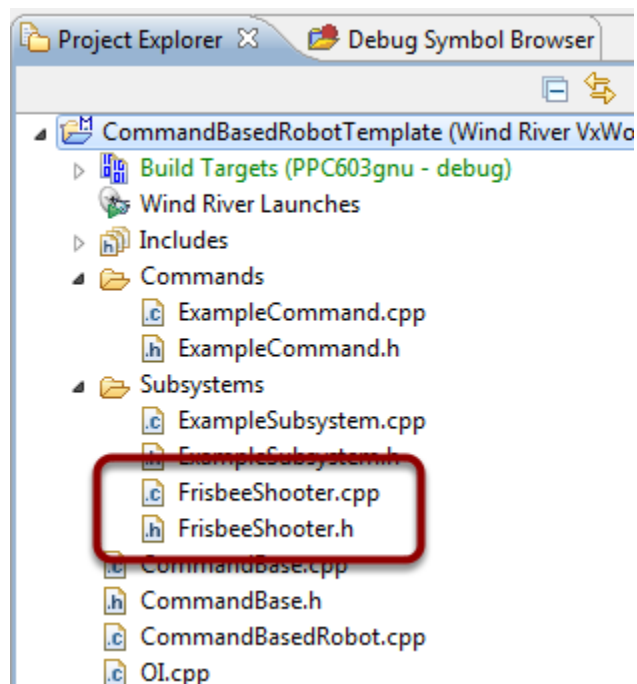 Project Explorer
Debug Symbol Browser
CommandBasedRobotTemplate (Wind River VxWo
Build Targets (PPC603gnu - debug)
Wind River Launches
Includes
Commands
ExampleCommand.cpp
ExampleCommand.h
Subsystems
ExampleSubsystem.cpp
ExampleSubsystem.h
FrisbeeShooter.cpp
FrisbeeShooter.h
CommandBase.cpp
CommandBase.h
CommandBasedRobot.cpp
OI.cpp